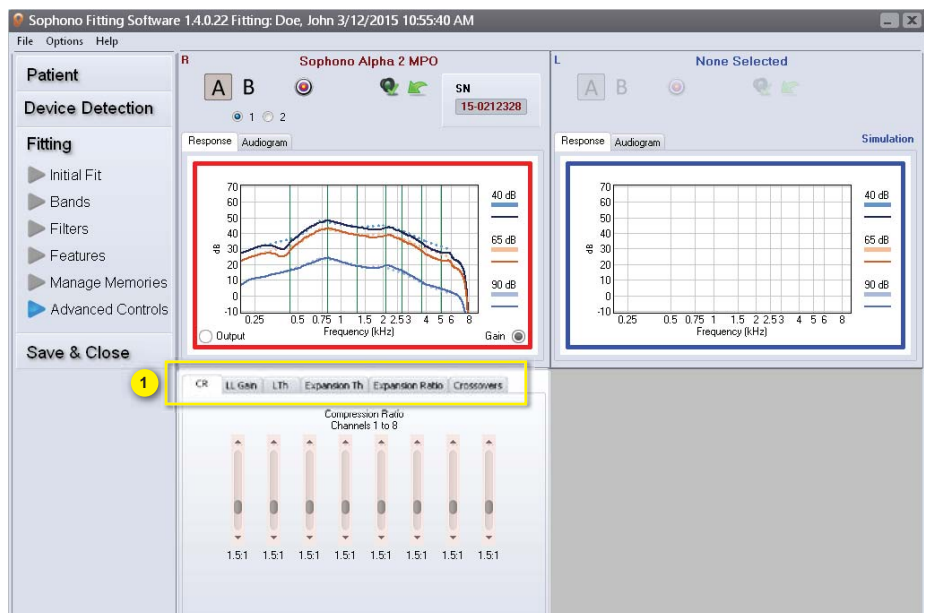 Sophono Fitting Software 1.4.0.22 Fitting: Doe, John 3/12/2015 10:55:40 AM
File Options Help
Patient
Device Detection
Fitting
Initial Fit
Bands
Filters
Features
Manage Memories
Advanced Controls
Save & Close
R
Sophono Alpha 2 MPO
A B
SN
15-0212328
1 2
Response Audiogram
70
60
50
40
30
20
10
0
-10
dB
0.25 0.5 0.75 1 1.5 2 2.5 3 4 5 6 8
Frequency (kHz)
Output
Gain
40 dB
65 dB
90 dB
L
None Selected
A B
Response Audiogram
Simulation
70
60
50
40
30
20
10
0
-10
dB
0.25 0.5 0.75 1 1.5 2 2.5 3 4 5 6 8
Frequency (kHz)
40 dB
65 dB
90 dB
1
CR LL Gain LTh Expansion Th Expansion Ratio Crossovers
Compression Ratio
Channels 1 to 8
1.5:1 1.5:1 1.5:1 1.5:1 1.5:1 1.5:1 1.5:1 1.5:1